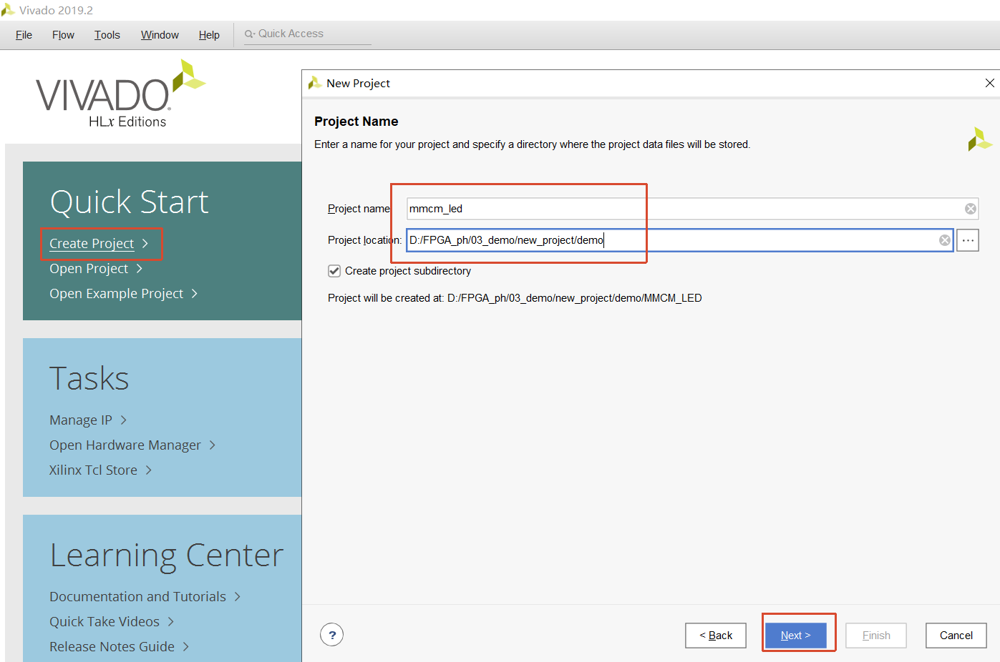 Vivado 2019.2
File Flow Tools Window Help Quick Access
VIVADO
HLx Editions
Quick Start
Create Project >
Open Project >
Open Example Project >
Tasks
Manage IP >
Open Hardware Manager >
Xilinx Tcl Store >
Learning Center
Documentation and Tutorials >
Quick Take Videos >
Release Notes Guide >
New Project
Project Name
Enter a name for your project and specify a directory where the project data files will be stored.
Project name mmcm_led
Project location: D:/FPGA_ph/03_demo/new_project/demo
Create project subdirectory
Project will be created at: D:/FPGA_ph/03_demo/new_project/demo/MMCM_LED
? < Back Next > Finish Cancel